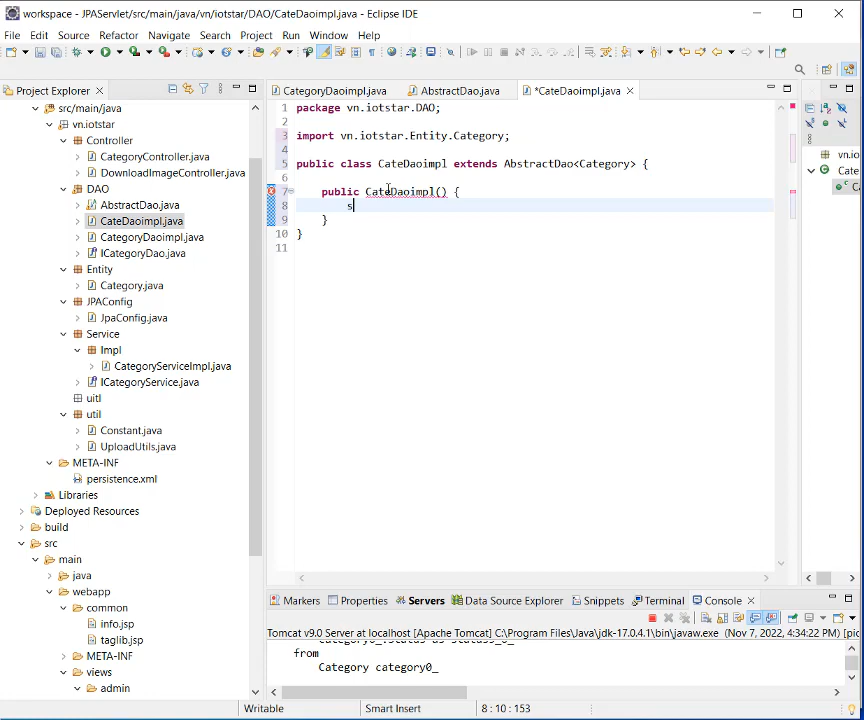 workspace - JPAServlet/src/main/java/vn/iotstar/DAO/CateDaoimpl.java - Eclipse IDE
File Edit Source Refactor Navigate Search Project Run Window Help
Project Explorer
CategoryDaoimpl.java
AbstractDao.java
*CateDaoimpl.java
src/main/java
vn.iotstar
Controller
CategoryController.java
DownloadImageController.java
DAO
AbstractDao.java
CateDaoimpl.java
CategoryDaoimpl.java
ICategoryDao.java
Entity
Category.java
JPAConfig
JpaConfig.java
Service
Impl
CategoryServiceImpl.java
ICategoryService.java
uitl
util
Constant.java
UploadUtils.java
META-INF
persistence.xml
Libraries
Deployed Resources
build
src
main
java
webapp
common
info.jsp
taglib.jsp
META-INF
views
admin
1 package vn.iotstar.DAO;
2
3 import vn.iotstar.Entity.Category;
4
5 public class CateDaoimpl extends AbstractDao<Category> {
6
7 public CateDaoimpl() {
8 s
9 }
10 }
11
vn.io
Cate
C
Markers Properties Servers Data Source Explorer Snippets Terminal Console
Tomcat v9.0 Server at localhost [Apache Tomcat] C:\Program Files\Java\jdk-17.0.4.1\bin\javaw.exe (Nov 7, 2022, 4:34:22 PM) [pi
from
Category category0_
Writable
Smart Insert
8 : 10 : 153